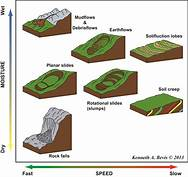 Wet
Mudflows
&
Debrisflows
Earthflows
Solifluction lobes
MOISTURE
Planar slides
Rotational slides
(slumps)
Soil creep
Dry
Rock falls
Kenneth A. Bevis © 2013
Fast
SPEED
Slow